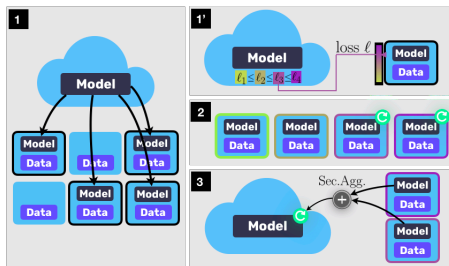 1
Model
Model
Data
Data
Model
Data
Data
Model
Data
Model
Data
1'
Model
ℓ1≤ℓ2≤ℓ3≤ℓ4
loss ℓ
Model
Data
2
Model
Data
Model
Data
Model
Data
Model
Data
3
Model
Sec.Agg.
+
Model
Data
Model
Data